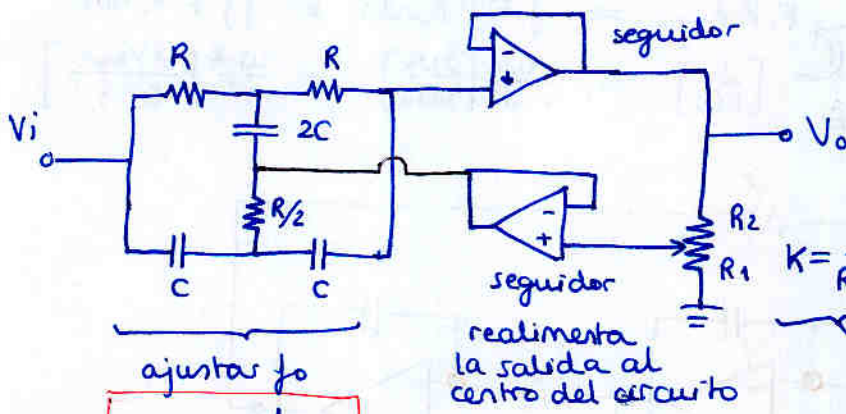 seguidor
R
R
2C
Vi
Vo
R/2
C
C
-
+
-
+
R2
R1
K=
R
seguidor
ajustar fo
realimenta
la salida al
centro del circuito